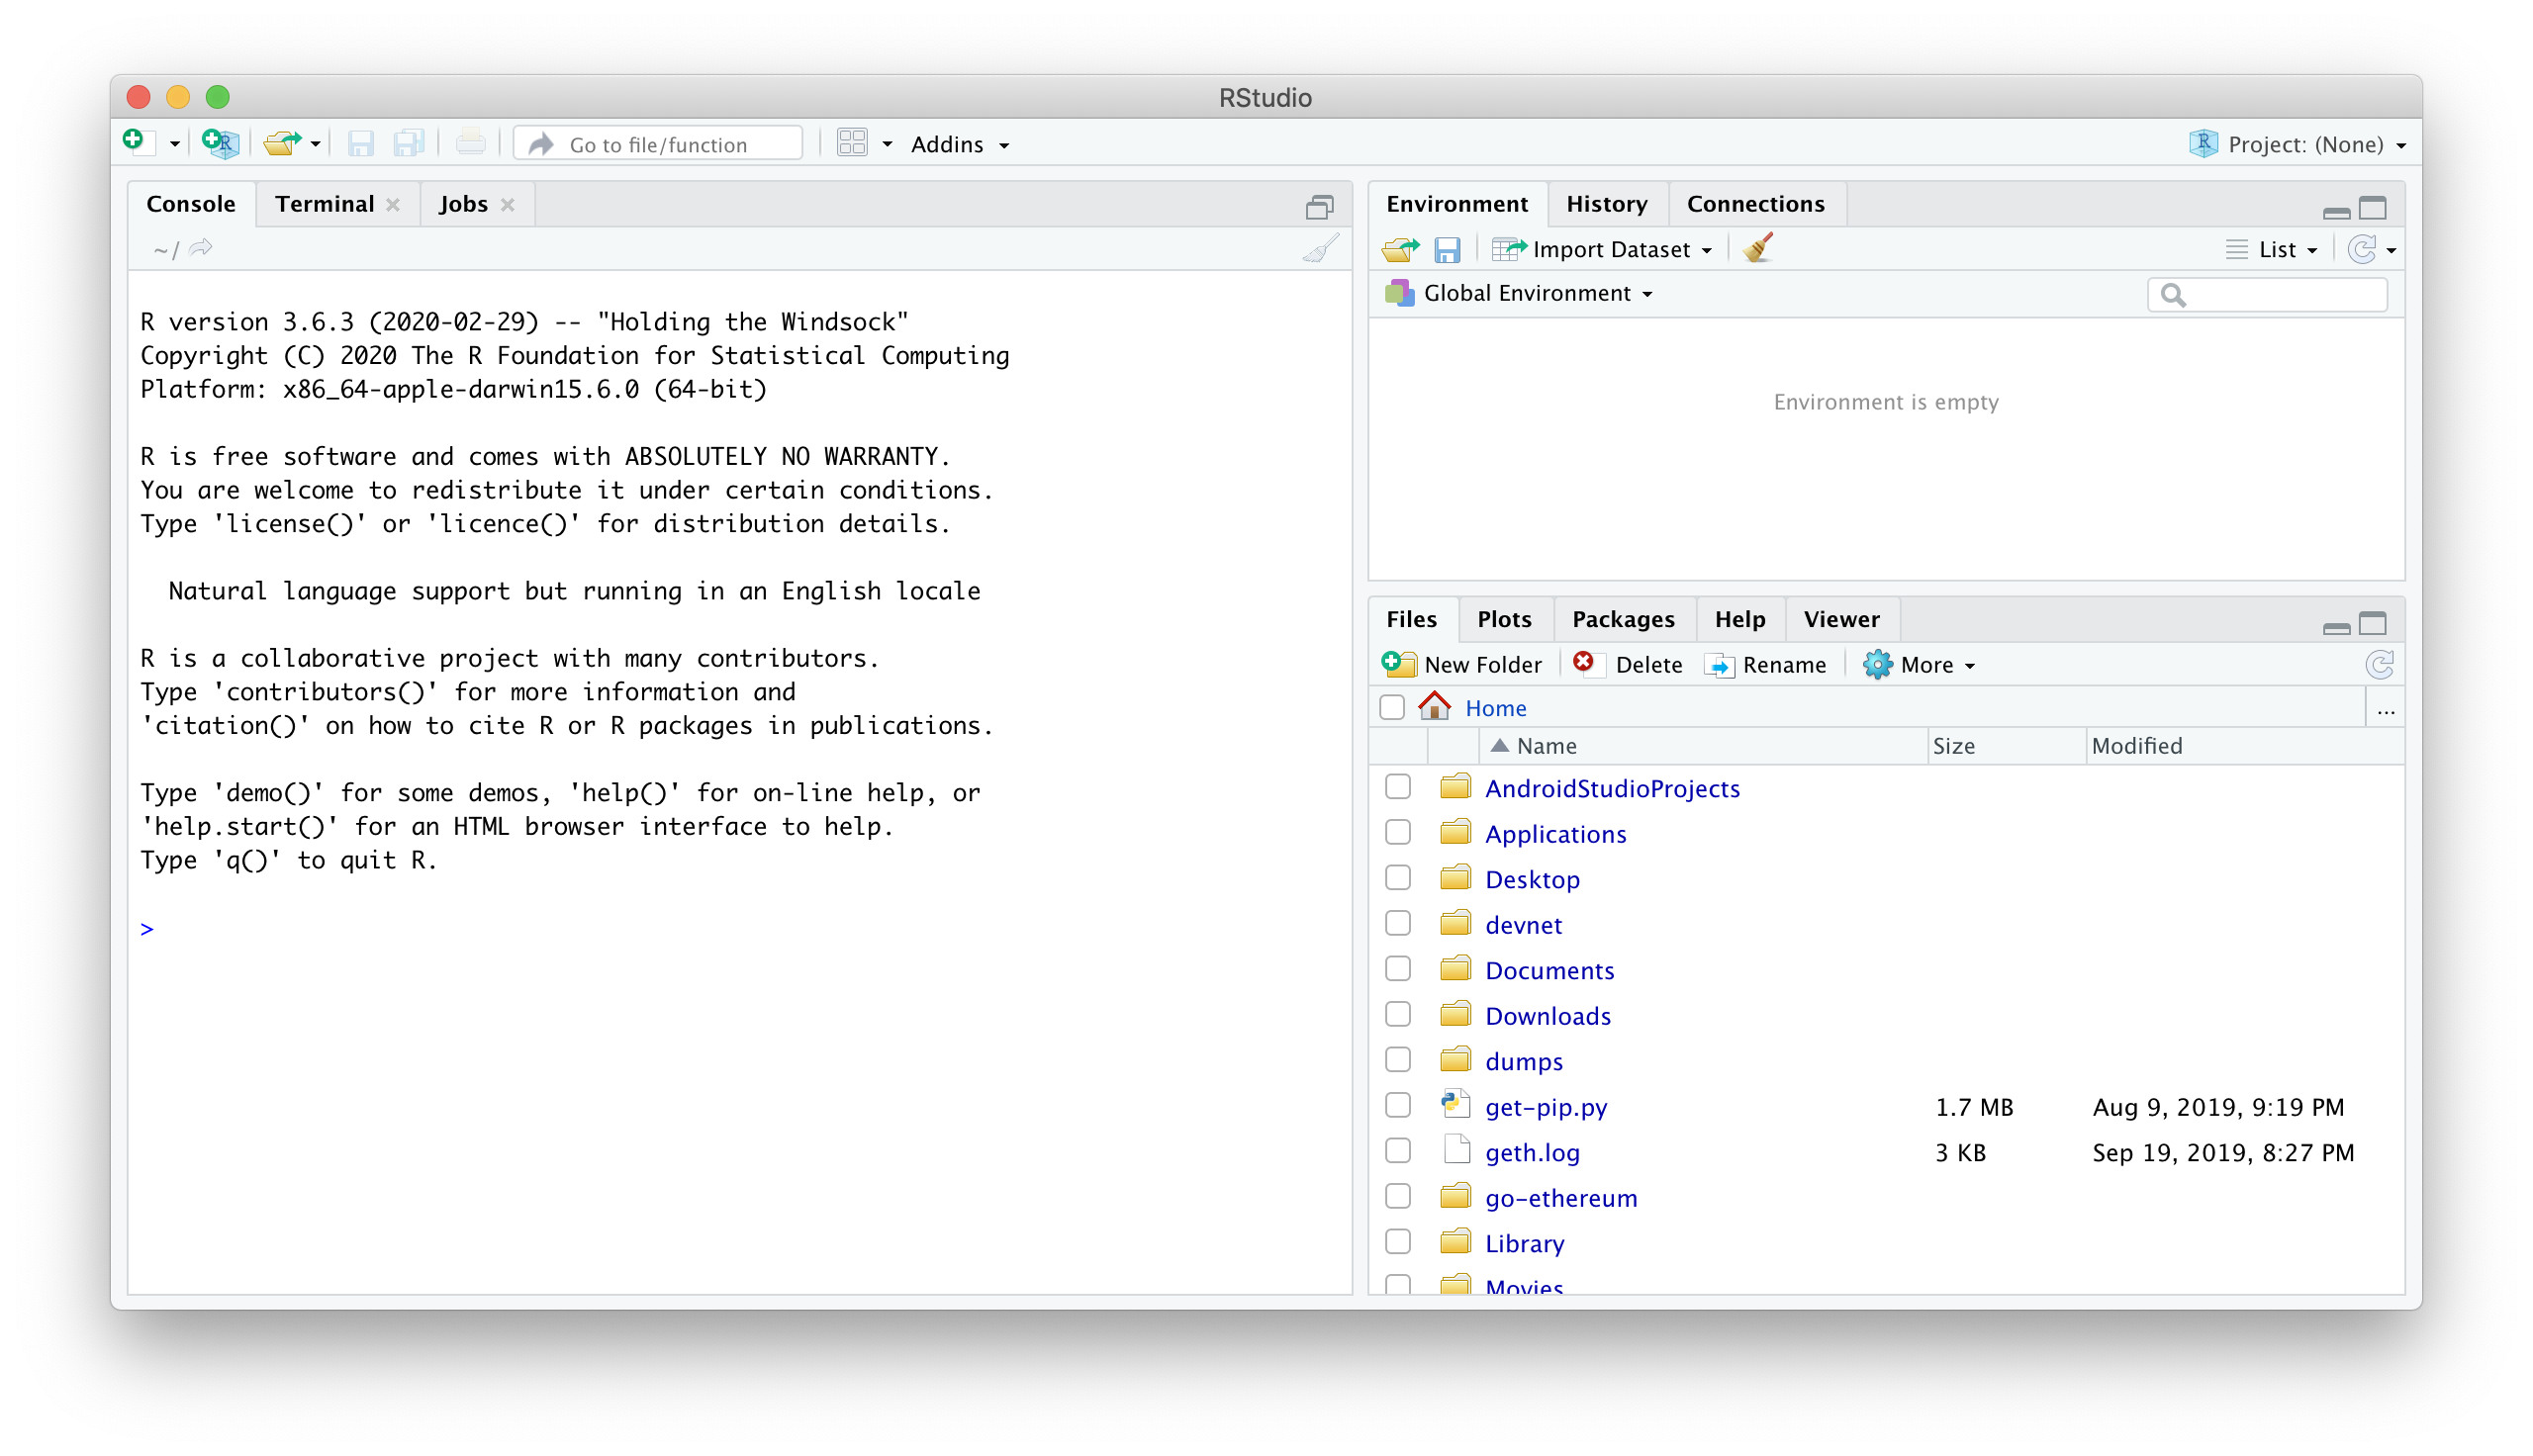 RStudio
Go to file/function
Addins
Project: (None)
Console Terminal Jobs
~/
R version 3.6.3 (2020-02-29) -- "Holding the Windsock"
Copyright (C) 2020 The R Foundation for Statistical Computing
Platform: x86_64-apple-darwin15.6.0 (64-bit)
R is free software and comes with ABSOLUTELY NO WARRANTY.
You are welcome to redistribute it under certain conditions.
Type 'license()' or 'licence()' for distribution details.
Natural language support but running in an English locale
R is a collaborative project with many contributors.
Type 'contributors()' for more information and
'citation()' on how to cite R or R packages in publications.
Type 'demo()' for some demos, 'help()' for on-line help, or
'help.start()' for an HTML browser interface to help.
Type 'q()' to quit R.
>
Environment History Connections
Import Dataset List
Global Environment
Environment is empty
Files Plots Packages Help Viewer
New Folder Delete Rename More
Home ...
Name Size Modified
AndroidStudioProjects
Applications
Desktop
devnet
Documents
Downloads
dumps
get-pip.py 1.7 MB Aug 9, 2019, 9:19 PM
geth.log 3 KB Sep 19, 2019, 8:27 PM
go-ethereum
Library
Movies